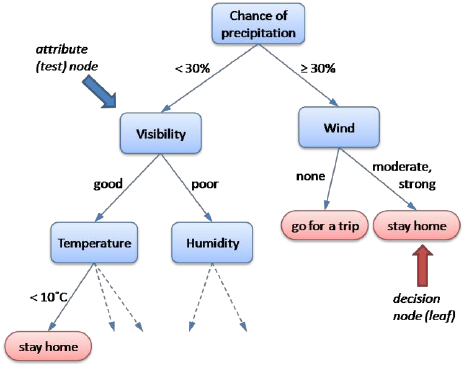 Chance of
precipitation
attribute
(test) node
< 30%
≥ 30%
Visibility
Wind
good
poor
none
moderate,
strong
Temperature
Humidity
go for a trip
stay home
< 10˚C
decision
node (leaf)
stay home